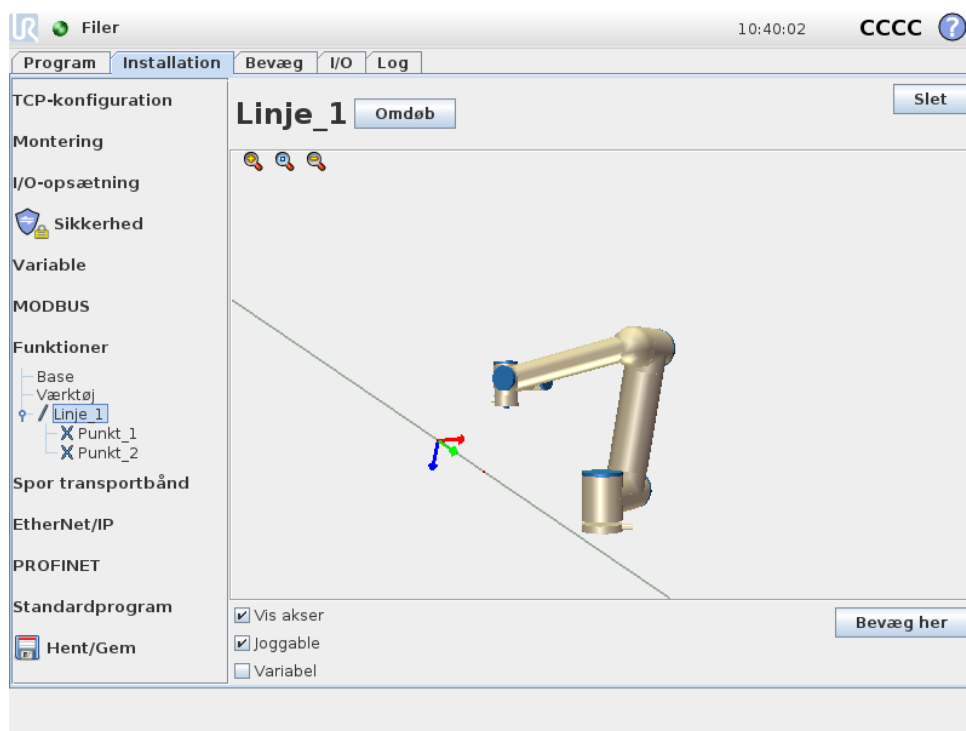 UR Filer 10:40:02 CCCC ?
Program Installation Bevæg I/O Log
TCP-konfiguration
Montering
I/O-opsætning
Sikkerhed
Variable
MODBUS
Funktioner
Base
Værktøj
Linje_1
Punkt_1
Punkt_2
Spor transportbånd
EtherNet/IP
PROFINET
Standardprogram
Hent/Gem
Linje_1 Omdøb Slet
Vis akser
Joggable
Variabel
Bevæg her